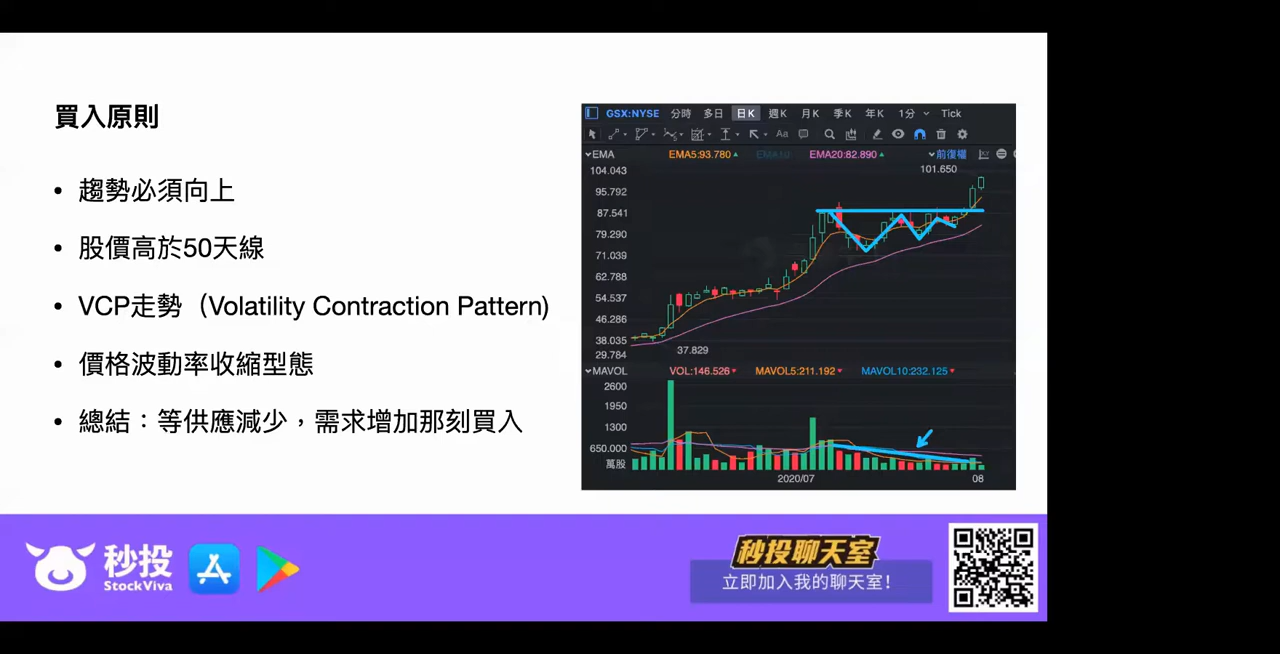 買入原則
• 趨勢必須向上
• 股價高於50天線
• VCP走勢（Volatility Contraction Pattern)
• 價格波動率收縮型態
• 總結：等供應減少，需求增加那刻買入
GSX:NYSE 分時 多日 日K 週K 月K 季K 年K 1分 Tick
Aa
EMA EMA5:93.780 EMA10 EMA20:82.890 前復權
104.043
101.650
95.792
87.541
79.290
71.039
62.788
54.537
46.286
38.035
37.829
29.784
MAVOL VOL:146.526 MAVOL5:211.192 MAVOL10:232.125
2600
1950
1300
650.000
萬股
2020/07 08
秒投
StockViva
秒投聊天室
立即加入我的聊天室！